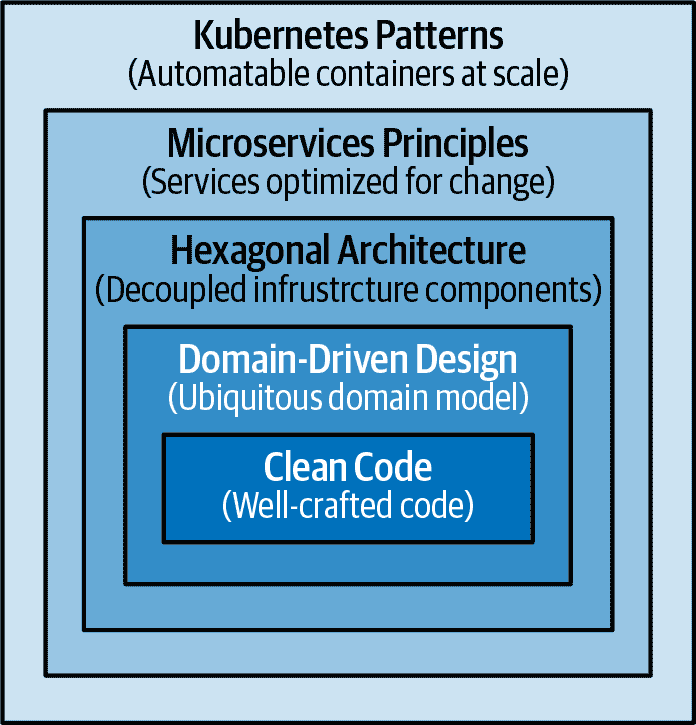 Kubernetes Patterns
(Automatable containers at scale)
Microservices Principles
(Services optimized for change)
Hexagonal Architecture
(Decoupled infrustrcture components)
Domain-Driven Design
(Ubiquitous domain model)
Clean Code
(Well-crafted code)